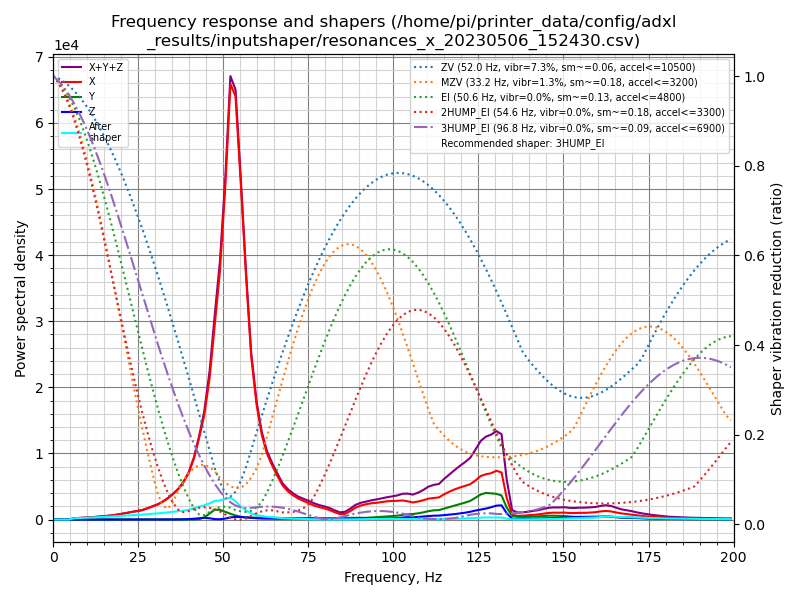 Frequency response and shapers (/home/pi/printer_data/config/adxl
_results/inputshaper/resonances_x_20230506_152430.csv)
1e4
7
6
5
4
3
2
1
0
Power spectral density
X+Y+Z
X
Y
Z
After
shaper
ZV (52.0 Hz, vibr=7.3%, sm~=0.06, accel<=10500)
MZV (33.2 Hz, vibr=1.3%, sm~=0.18, accel<=3200)
EI (50.6 Hz, vibr=0.0%, sm~=0.13, accel<=4800)
2HUMP_EI (54.6 Hz, vibr=0.0%, sm~=0.18, accel<=3300)
3HUMP_EI (96.8 Hz, vibr=0.0%, sm~=0.09, accel<=6900)
Recommended shaper: 3HUMP_EI
1.0
0.8
0.6
0.4
0.2
0.0
Shaper vibration reduction (ratio)
0 25 50 75 100 125 150 175 200
Frequency, Hz